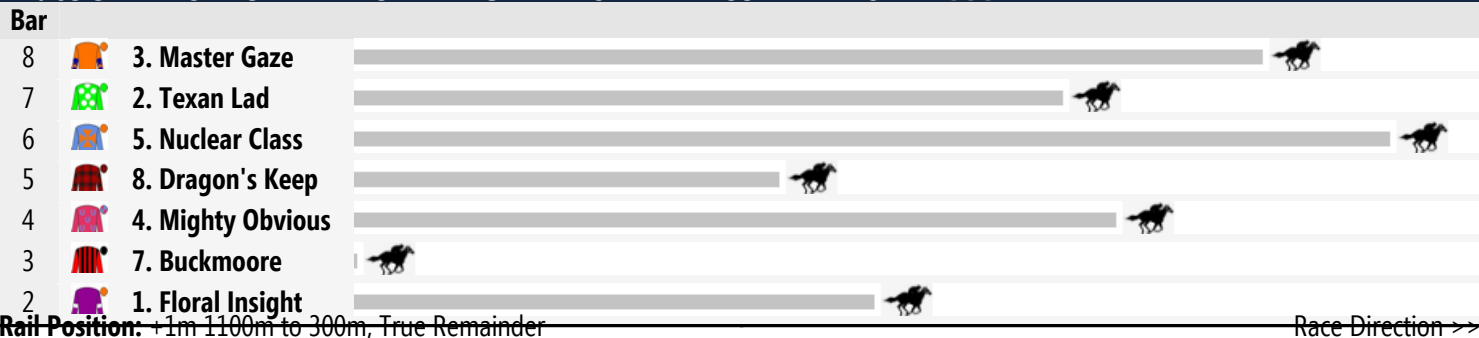 Bar
8 3. Master Gaze
7 2. Texan Lad
6 5. Nuclear Class
5 8. Dragon's Keep
4 4. Mighty Obvious
3 7. Buckmoore
2 1. Floral Insight
Rail Position: +1m 1100m to 300m, True Remainder Race Direction >>